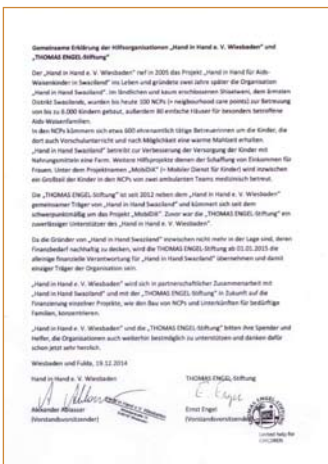 Gemeinsame Erklärung der Hilfsorganisationen „Hand in Hand e. V. Wiesbaden" und
„THOMAS ENGEL-Stiftung"
Der „Hand in Hand e. V. Wiesbaden" rief in 2005 das Projekt „Hand in Hand für Aids-
Waisenkinder in Swaziland" ins Leben und gründete zwei Jahre später die Organisation
„Hand in Hand Swaziland". Im ländlichen und kaum erschlossenen Shiselweni, dem ärmsten
Distrikt Swazilands, wurden bis heute 100 NCPs (= neigbourhood care points) zur Betreuung
von bis zu 6.000 Kindern gebaut, außerdem 80 einfache Häuser für besonders betroffene
Aids-Waisenfamilien.
In den NCPs kümmern sich etwa 600 ehrenamtlich tätige Betreuerinnen um die Kinder, die
dort auch Vorschulunterricht und nach Möglichkeit eine warme Mahlzeit erhalten.
„Hand in Hand Swaziland" betreibt zur Verbesserung der Versorgung der Kinder mit
Nahrungsmitteln eine Farm. Weitere Hilfsprojekte dienen der Schaffung von Einkommen für
Frauen. Unter dem Projektnamen „MobiDiK" (= Mobiler Dienst für Kinder) wird inzwischen
ein Großteil der Kinder in den NCPs von zwei ambulanten Teams medizinisch betreut.
Die „THOMAS ENGEL-Stiftung" ist seit 2012 neben dem „Hand in Hand e. V. Wiesbaden"
gemeinsamer Träger von „Hand in Hand Swaziland" und kümmert sich seit dem
schwerpunktmäßig um das Projekt „MobiDiK". Zuvor war die „THOMAS ENGEL-Stiftung" ein
zuverlässiger Unterstützer des „Hand in Hand e. V. Wiesbaden".
Da die Gründer von „Hand in Hand Swaziland" inzwischen nicht mehr in der Lage sind, deren
Finanzbedarf nachhaltig zu decken, wird die THOMAS ENGEL-Stiftung ab 01.01.2015 die
alleinige finanzielle Verantwortung für „Hand in Hand Swaziland" übernehmen und damit
einziger Träger der Organisation sein.
„Hand in Hand e. V. Wiesbaden" wird sich in partnerschaftlicher Zusammenarbeit mit
„Hand in Hand Swaziland" und mit der „THOMAS ENGEL-Stiftung" in Zukunft auf die
Finanzierung einzelner Projekte, wie den Bau von NCPs und Unterkünften für bedürftige
Familien, konzentrieren.
„Hand in Hand e. V. Wiesbaden" und die „THOMAS ENGEL-Stiftung" bitten ihre Spender und
Helfer, die Organisationen auch weiterhin bestmöglich zu unterstützen und danken dafür
schon jetzt sehr herzlich.
Wiesbaden und Fulda, 19.12.2014
Hand in Hand e. V. Wiesbaden THOMAS ENGEL-Stiftung
E. Engel
Alexander Abrasser Ernst Engel
(Vorstandsvorsitzender) (Vorstandsvorsitzender)
united help for
CHILDREN